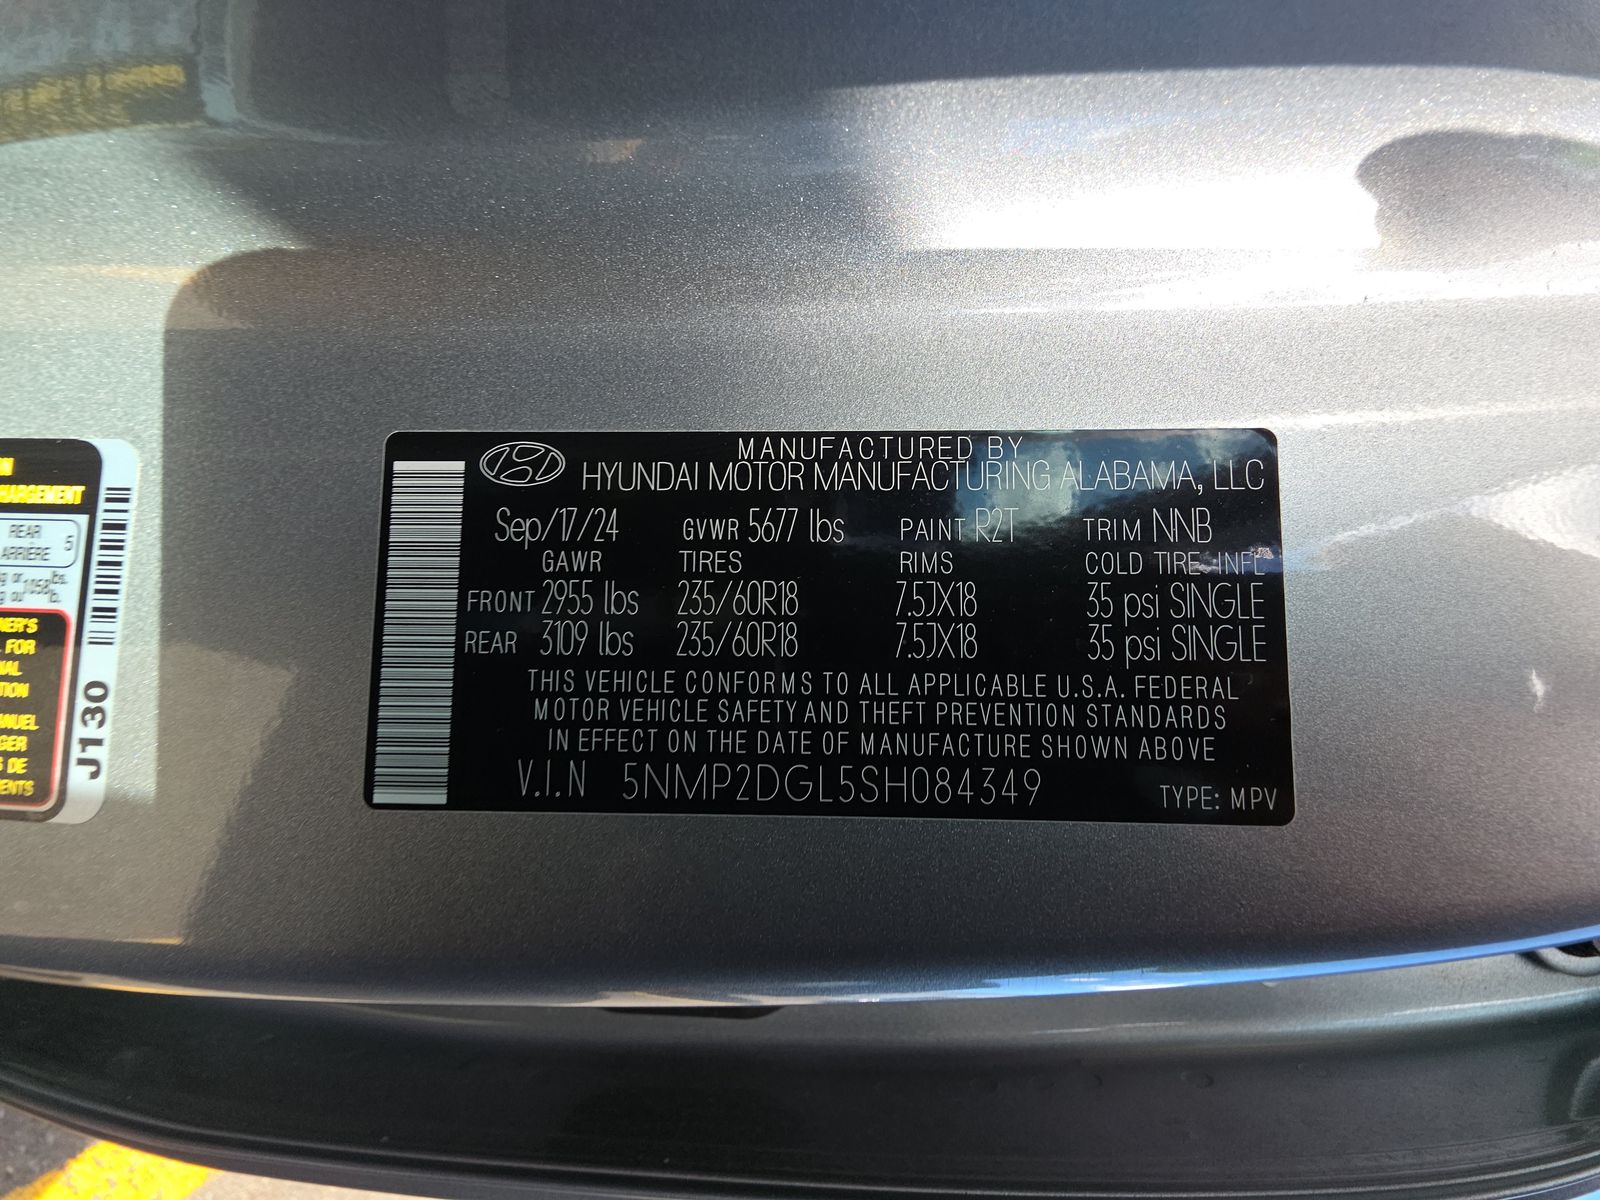 MANUFACTURED BY
HYUNDAI MOTOR MANUFACTURING ALABAMA, LLC
Sep/17/24 GVWR 5677 lbs PAINT R2T TRIM NNB
GAWR TIRES RIMS COLD TIRE INFL
FRONT 2955 lbs 235/60R18 7.5JX18 35 psi SINGLE
REAR 3109 lbs 235/60R18 7.5JX18 35 psi SINGLE
THIS VEHICLE CONFORMS TO ALL APPLICABLE U.S.A. FEDERAL
MOTOR VEHICLE SAFETY AND THEFT PREVENTION STANDARDS
IN EFFECT ON THE DATE OF MANUFACTURE SHOWN ABOVE
V.I.N 5NMP2DGL5SH084349
TYPE: MPV
REAR 5
ARRIÈRE
FOR
DE
J130